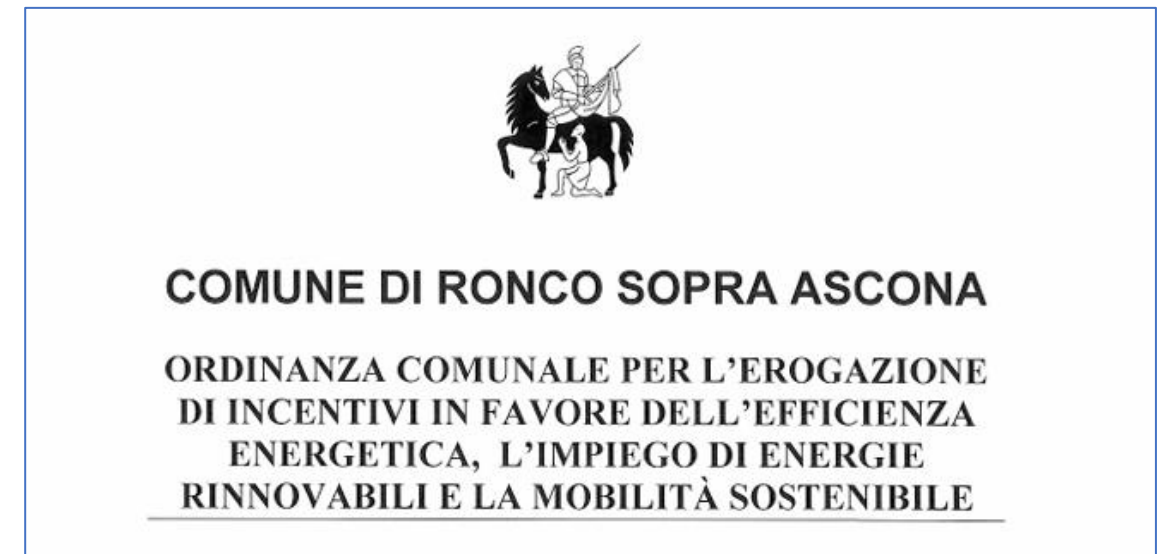 COMUNE DI RONCO SOPRA ASCONA
ORDINANZA COMUNALE PER L'EROGAZIONE
DI INCENTIVI IN FAVORE DELL'EFFICIENZA
ENERGETICA, L'IMPIEGO DI ENERGIE
RINNOVABILI E LA MOBILITÀ SOSTENIBILE